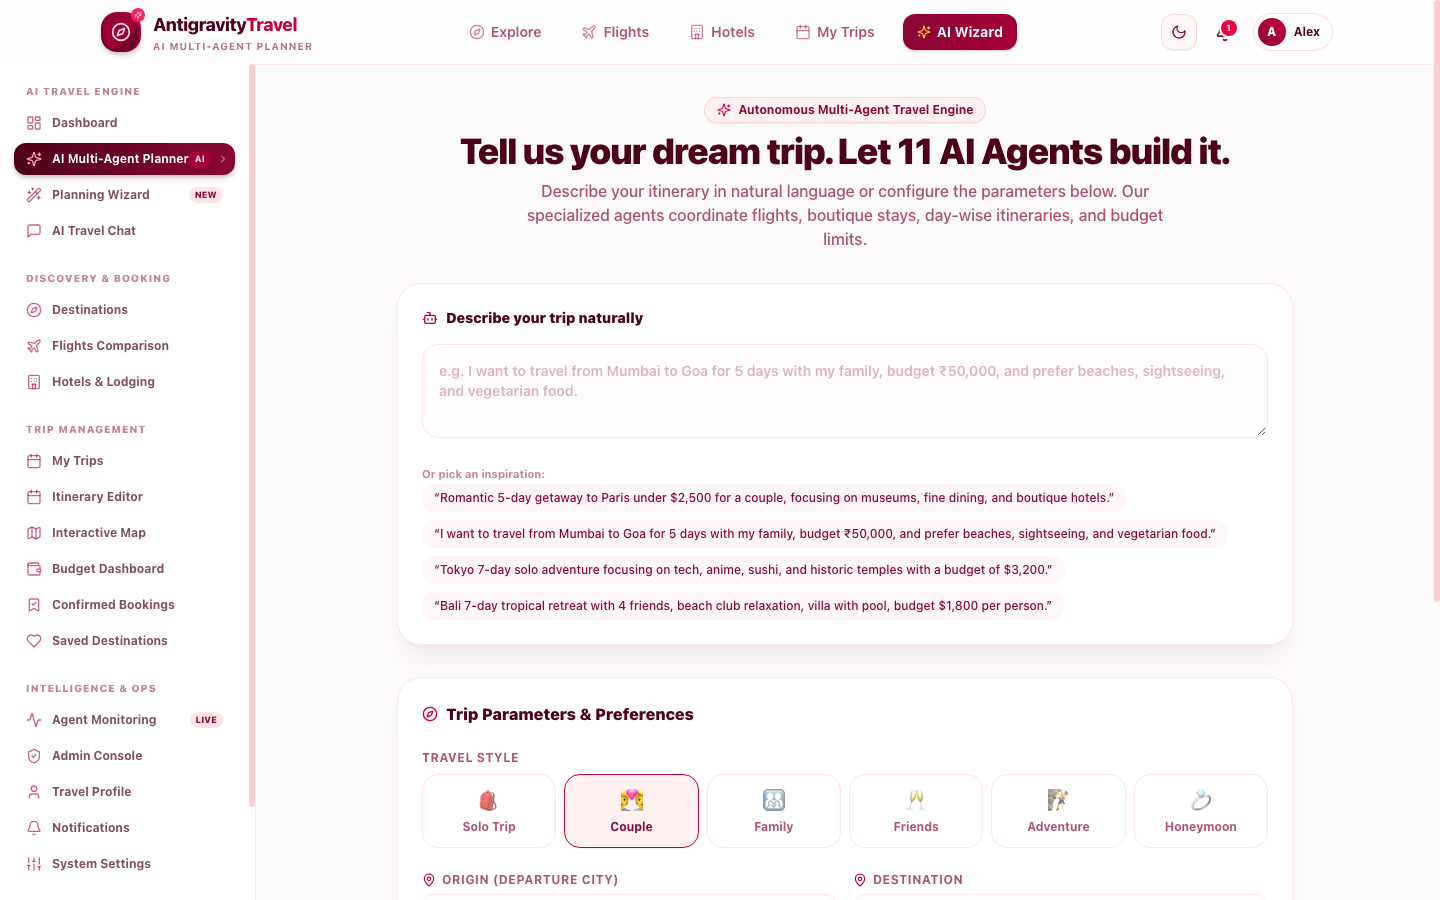 AntigravityTravel
AI MULTI-AGENT PLANNER
Explore
Flights
Hotels
My Trips
AI Wizard
1
A
Alex
AI TRAVEL ENGINE
Dashboard
AI Multi-Agent Planner AI
Planning Wizard NEW
AI Travel Chat
DISCOVERY & BOOKING
Destinations
Flights Comparison
Hotels & Lodging
TRIP MANAGEMENT
My Trips
Itinerary Editor
Interactive Map
Budget Dashboard
Confirmed Bookings
Saved Destinations
INTELLIGENCE & OPS
Agent Monitoring LIVE
Admin Console
Travel Profile
Notifications
System Settings
Autonomous Multi-Agent Travel Engine
Tell us your dream trip. Let 11 AI Agents build it.
Describe your itinerary in natural language or configure the parameters below. Our
specialized agents coordinate flights, boutique stays, day-wise itineraries, and budget
limits.
Describe your trip naturally
e.g. I want to travel from Mumbai to Goa for 5 days with my family, budget ₹50,000, and prefer beaches, sightseeing,
and vegetarian food.
Or pick an inspiration:
“Romantic 5-day getaway to Paris under $2,500 for a couple, focusing on museums, fine dining, and boutique hotels.”
“I want to travel from Mumbai to Goa for 5 days with my family, budget ₹50,000, and prefer beaches, sightseeing, and vegetarian food.”
“Tokyo 7-day solo adventure focusing on tech, anime, sushi, and historic temples with a budget of $3,200.”
“Bali 7-day tropical retreat with 4 friends, beach club relaxation, villa with pool, budget $1,800 per person.”
Trip Parameters & Preferences
TRAVEL STYLE
Solo Trip
Couple
Family
Friends
Adventure
Honeymoon
ORIGIN (DEPARTURE CITY)
DESTINATION